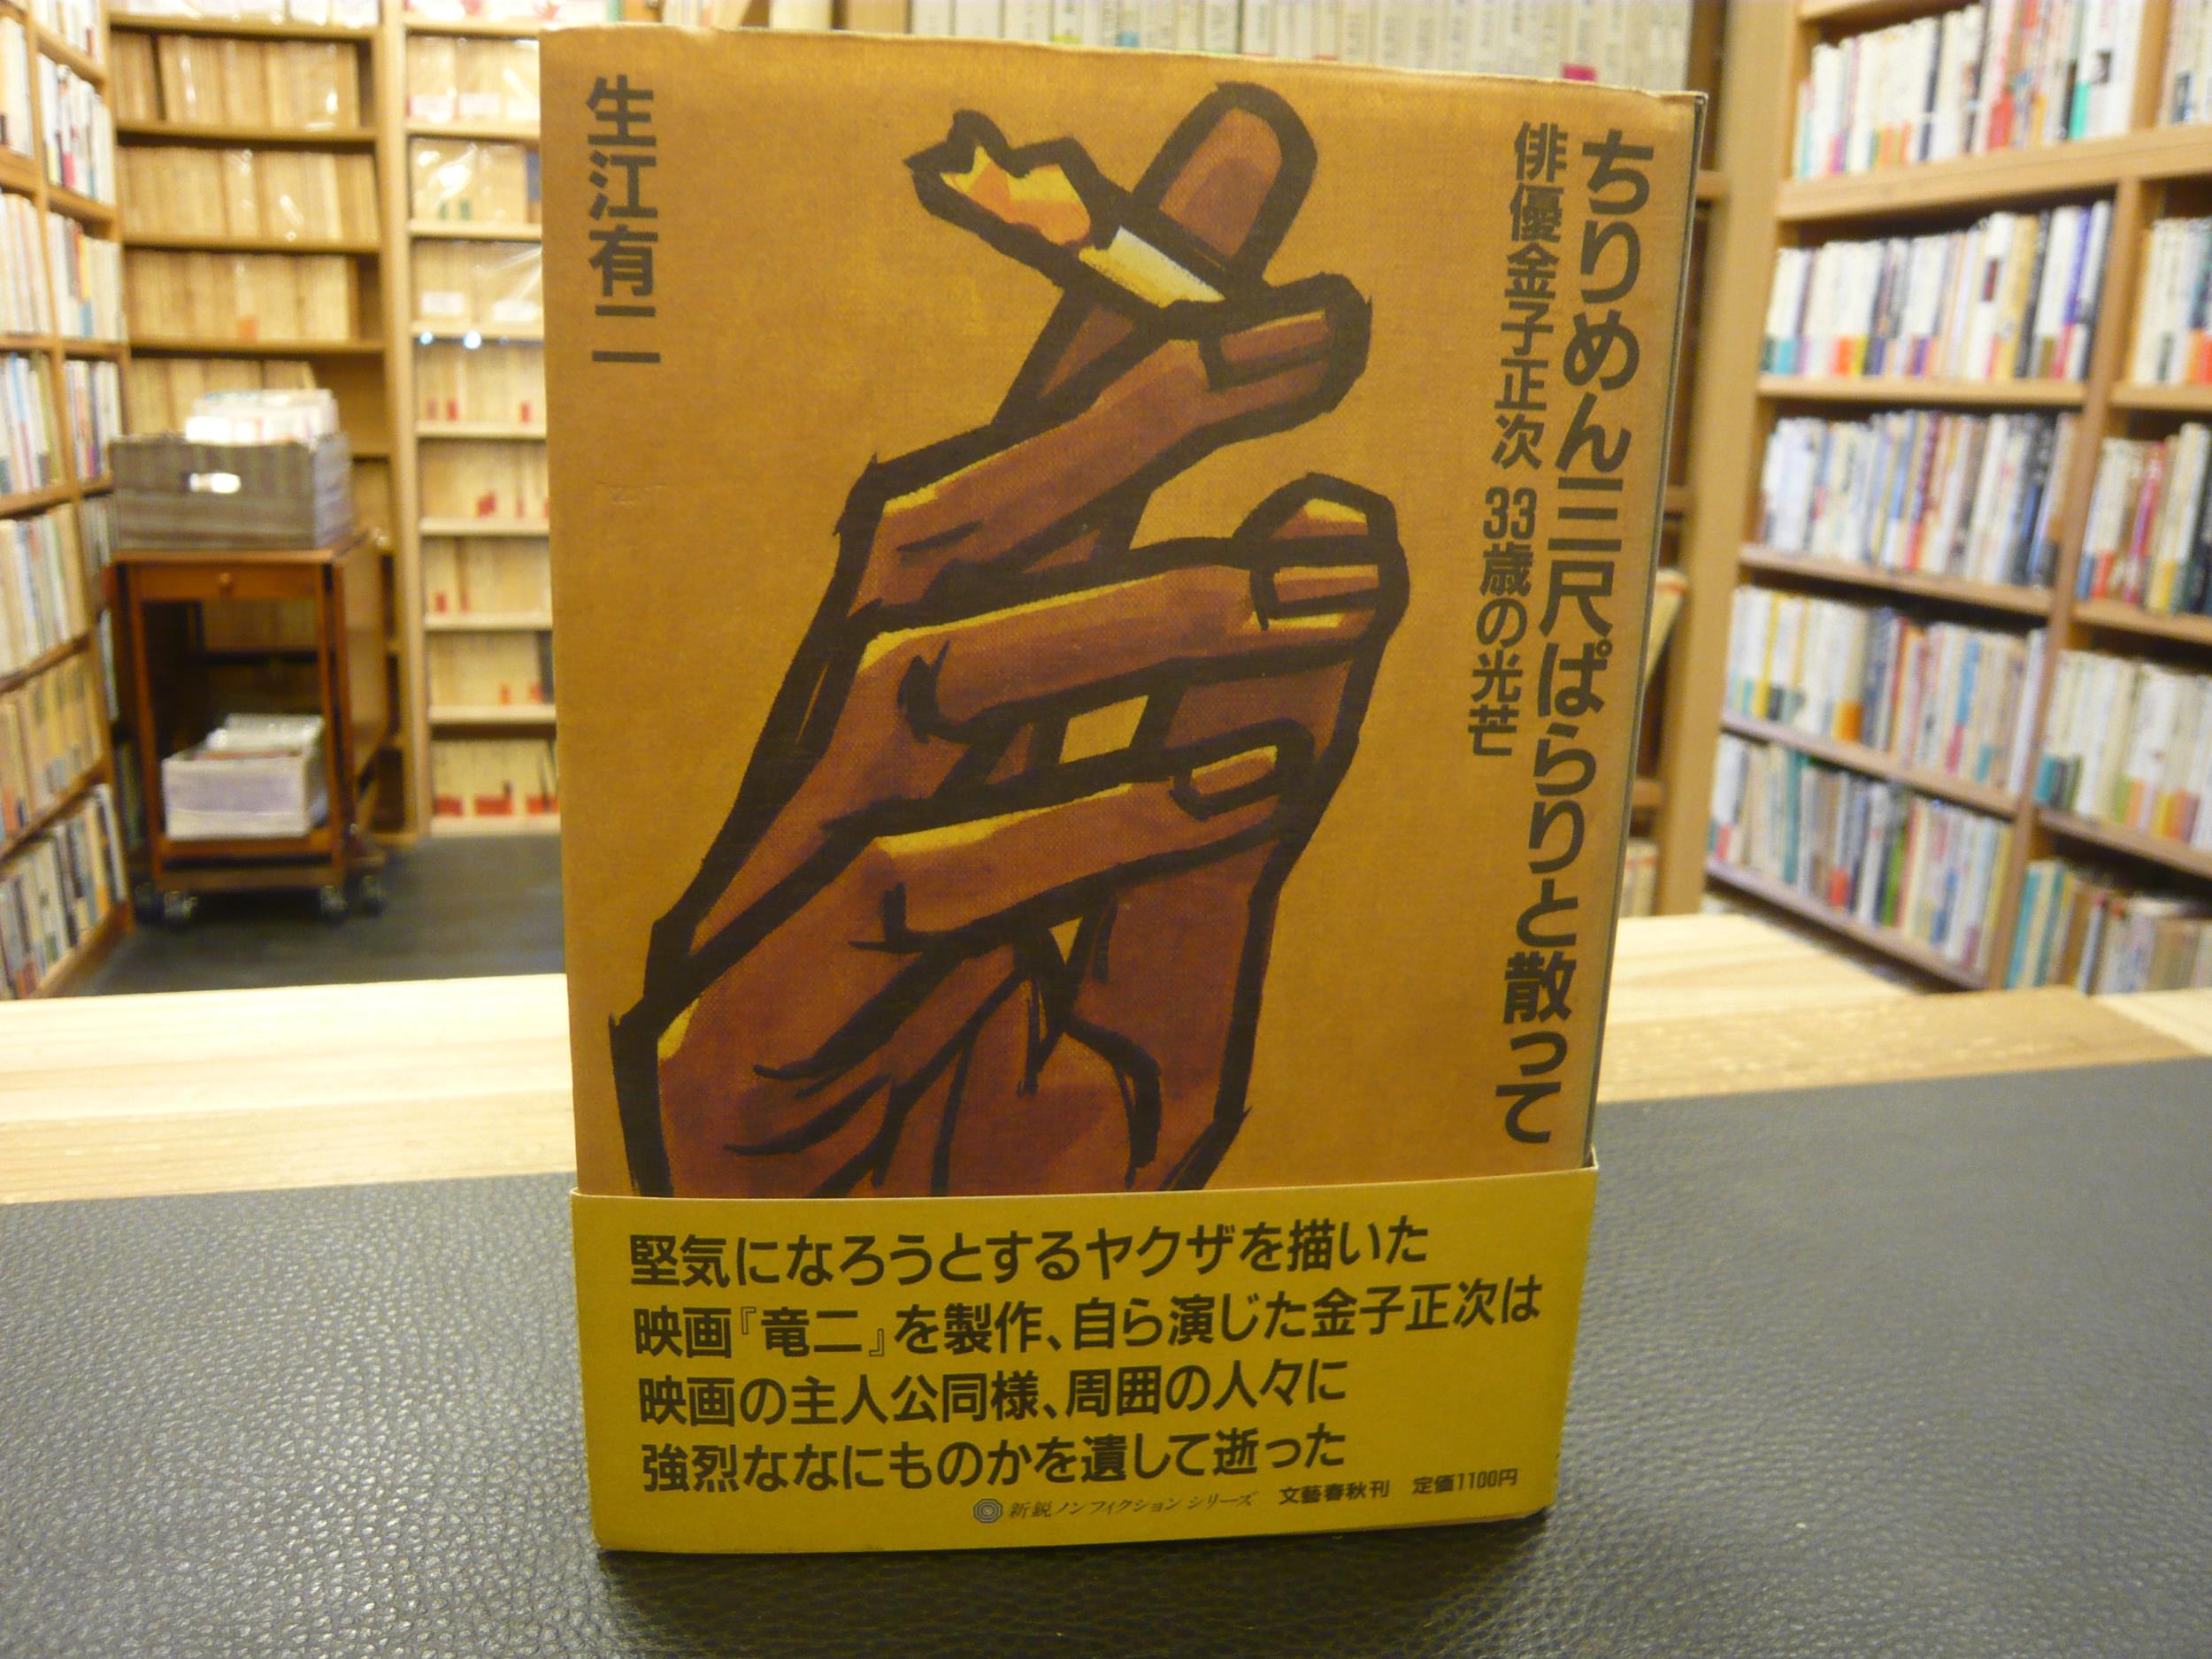 ちりめん三尺ぱらりと散って
俳優金子正次 33歳の光芒
生江有二
堅気になろうとするヤクザを描いた
映画『竜二』を製作、自ら演じた金子正次は
映画の主人公同様、周囲の人々に
強烈ななにものかを遺して逝った
新鋭ノンフィクション シリーズ 文藝春秋刊 定価1100円